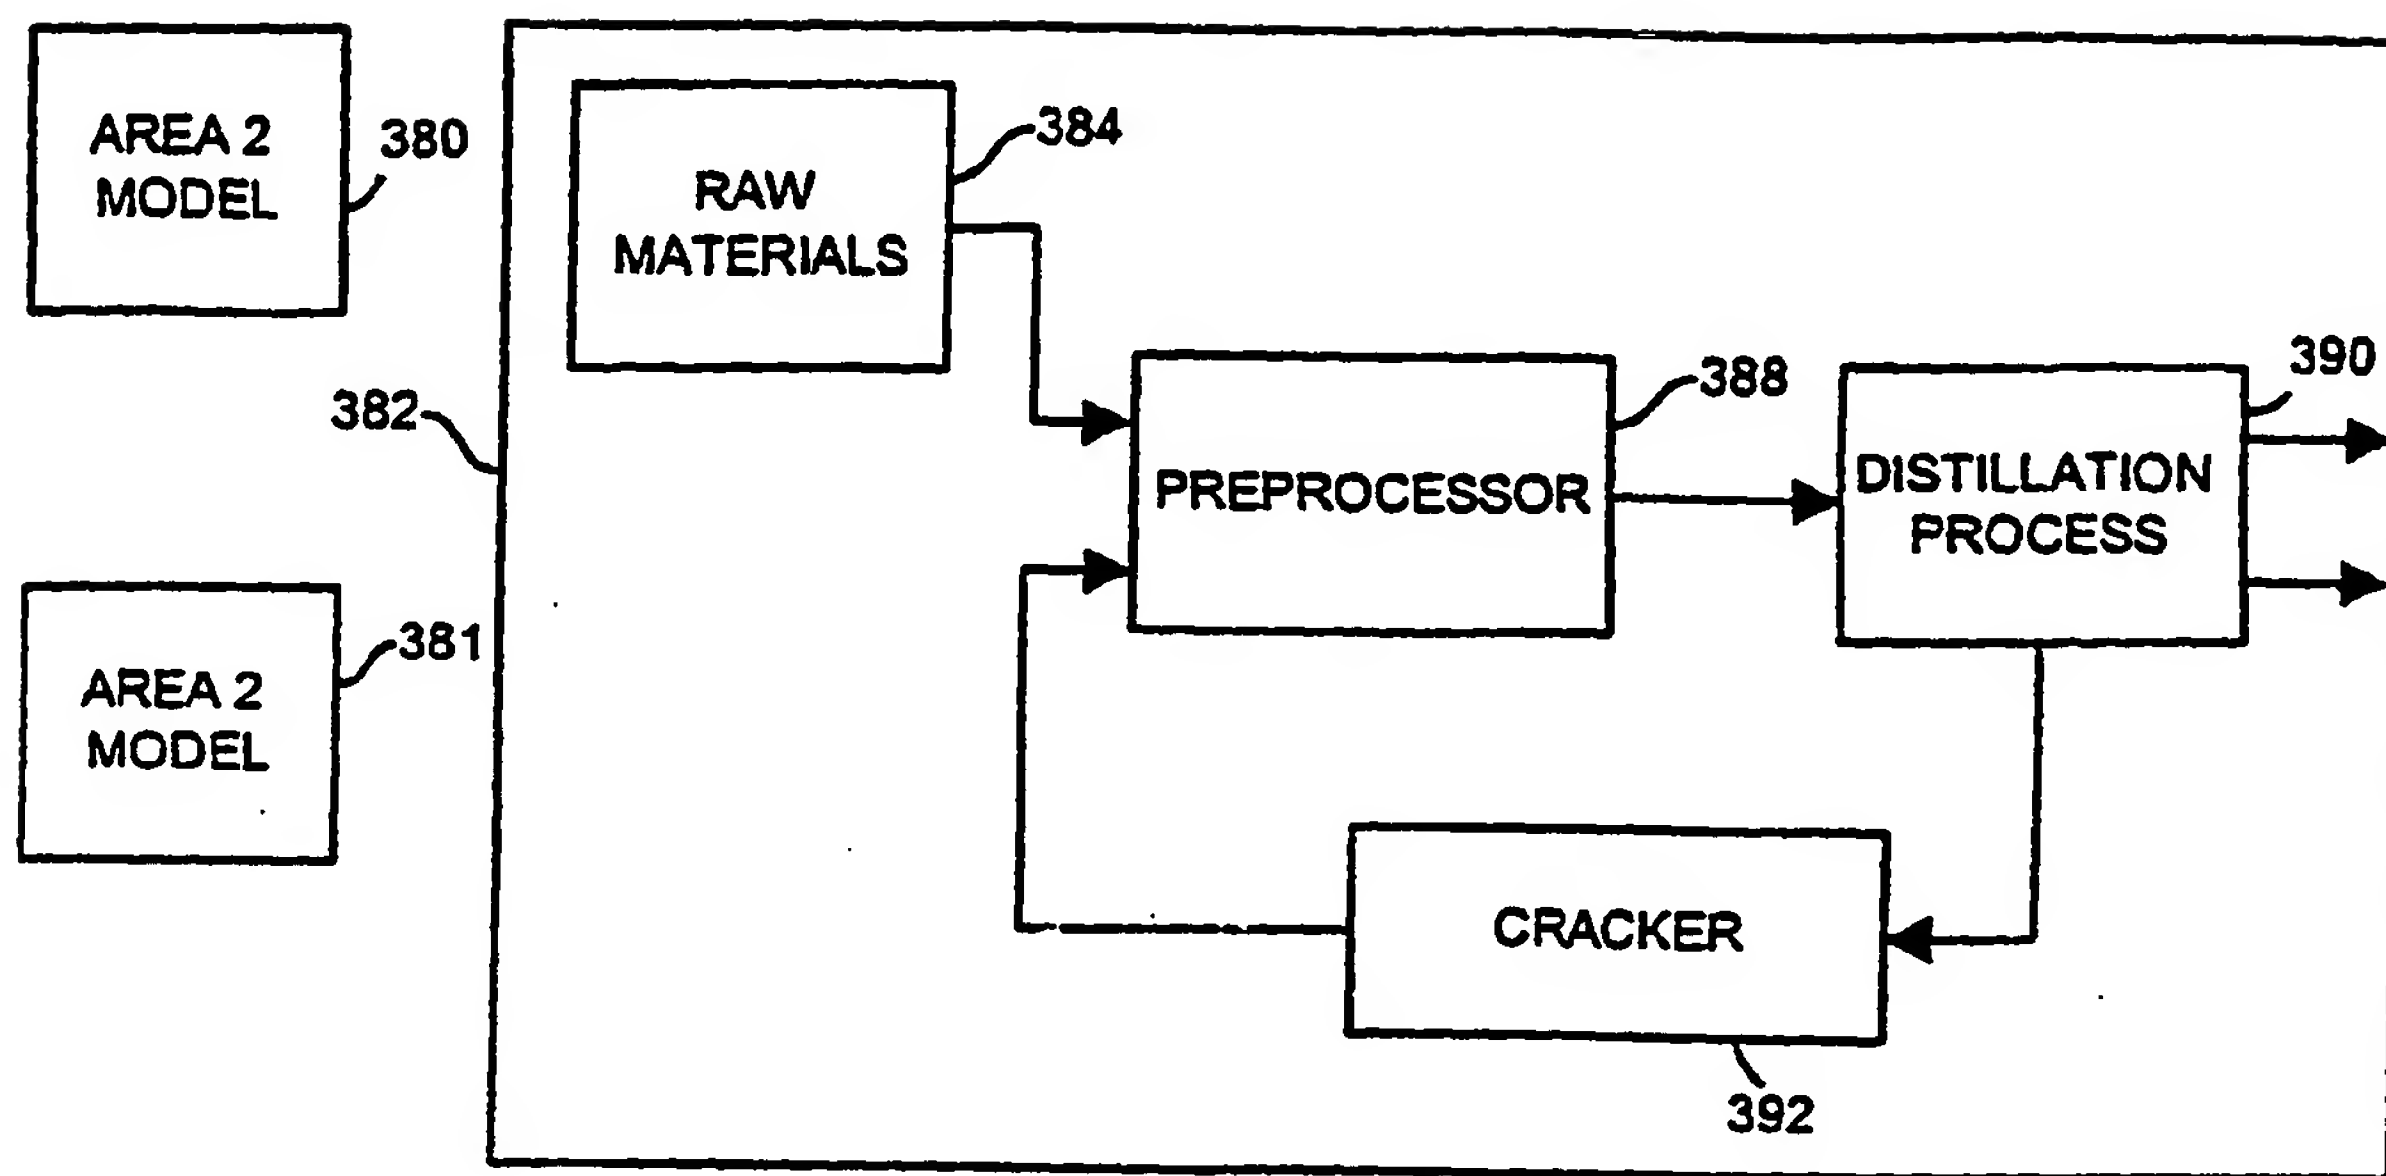 AREA 2
MODEL
380
382
AREA 2
MODEL
381
RAW
MATERIALS
384
PREPROCESSOR
388
DISTILLATION
PROCESS
390
CRACKER
392